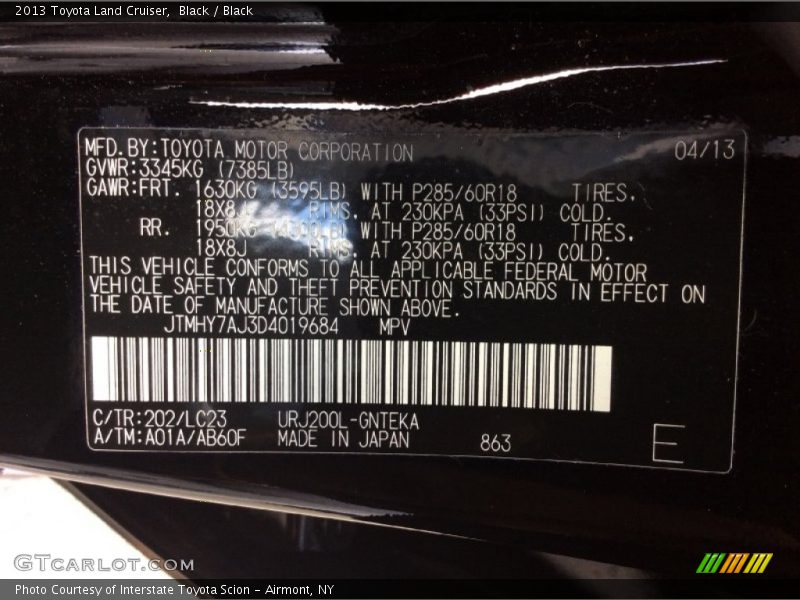 2013 Toyota Land Cruiser, Black / Black
MFD.BY:TOYOTA MOTOR CORPORATION 04/13
GVWR:3345KG (7385LB)
GAWR:FRT. 1630KG (3595LB) WITH P285/60R18 TIRES,
18X8J RIMS, AT 230KPA (33PSI) COLD.
RR. 1950KG WITH P285/60R18 TIRES,
18X8J RIMS, AT 230KPA (33PSI) COLD.
THIS VEHICLE CONFORMS TO ALL APPLICABLE FEDERAL MOTOR
VEHICLE SAFETY AND THEFT PREVENTION STANDARDS IN EFFECT ON
THE DATE OF MANUFACTURE SHOWN ABOVE.
JTMHY7AJ3D4019684 MPV
C/TR:202/LC23 URJ200L-GNTEKA
A/TM:A01A/AB60F MADE IN JAPAN 863 E
GTcarlot.com
Photo Courtesy of Interstate Toyota Scion - Airmont, NY